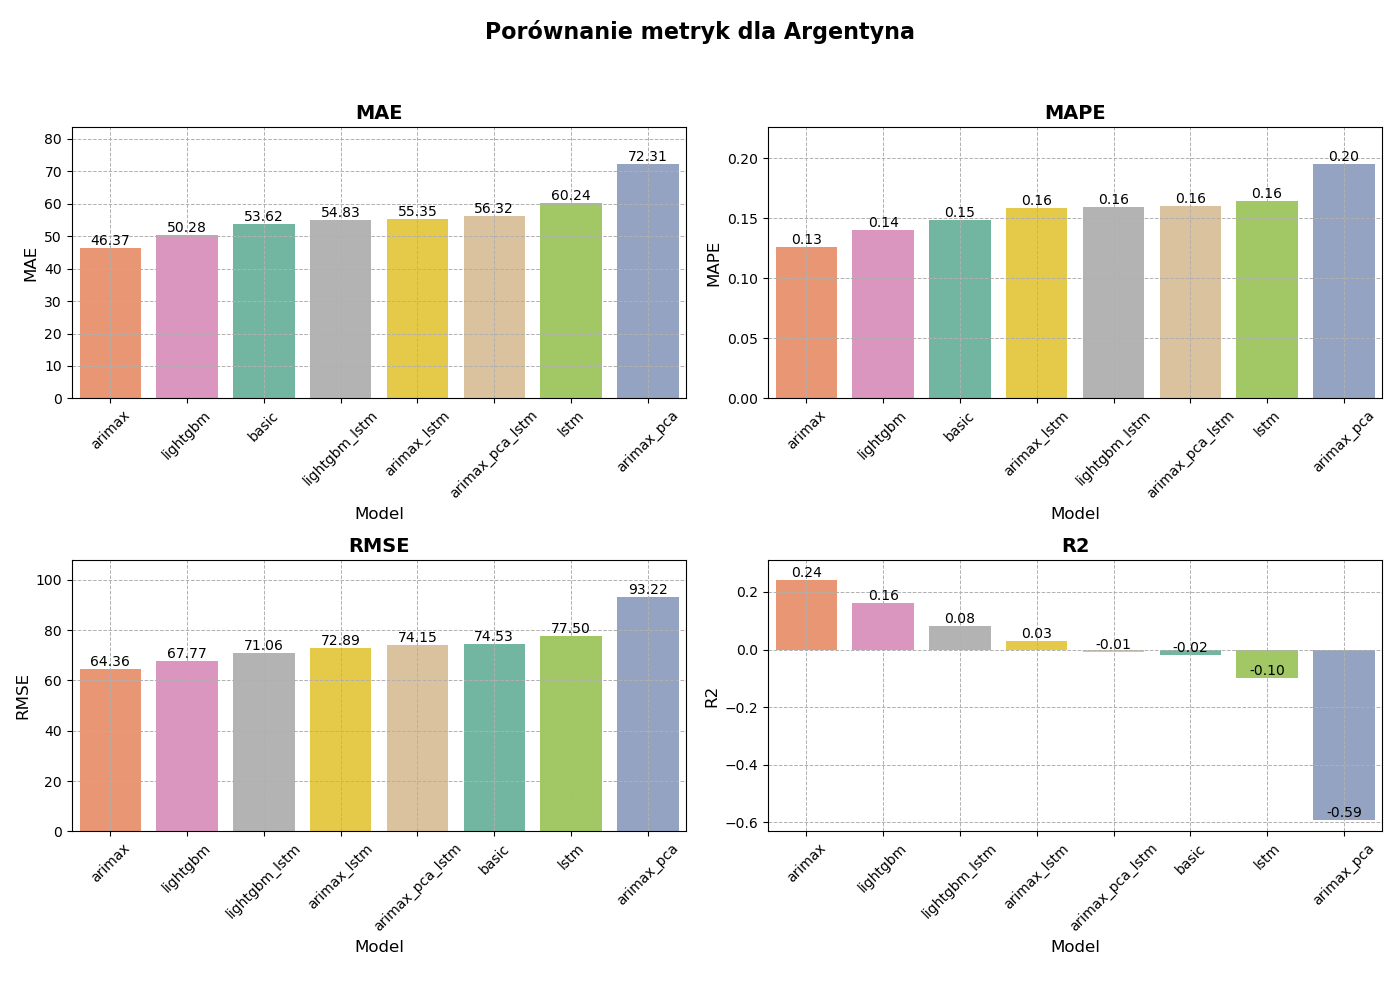 Porównanie metryk dla Argentyna
MAE
80
70
60
50
40
30
20
10
0
MAE
46.37
50.28
53.62
54.83
55.35
56.32
60.24
72.31
arimax
lightgbm
basic
lightgbm_lstm
arimax_lstm
arimax_pca_lstm
lstm
arimax_pca
Model
MAPE
0.20
0.15
0.10
0.05
0.00
MAPE
0.13
0.14
0.15
0.16
0.16
0.16
0.16
0.20
arimax
lightgbm
basic
arimax_lstm
lightgbm_lstm
arimax_pca_lstm
lstm
arimax_pca
Model
RMSE
100
80
60
40
20
0
RMSE
64.36
67.77
71.06
72.89
74.15
74.53
77.50
93.22
arimax
lightgbm
lightgbm_lstm
arimax_lstm
arimax_pca_lstm
basic
lstm
arimax_pca
Model
R2
0.2
0.0
−0.2
−0.4
−0.6
R2
0.24
0.16
0.08
0.03
-0.01
-0.02
-0.10
-0.59
arimax
lightgbm
lightgbm_lstm
arimax_lstm
arimax_pca_lstm
basic
lstm
arimax_pca
Model